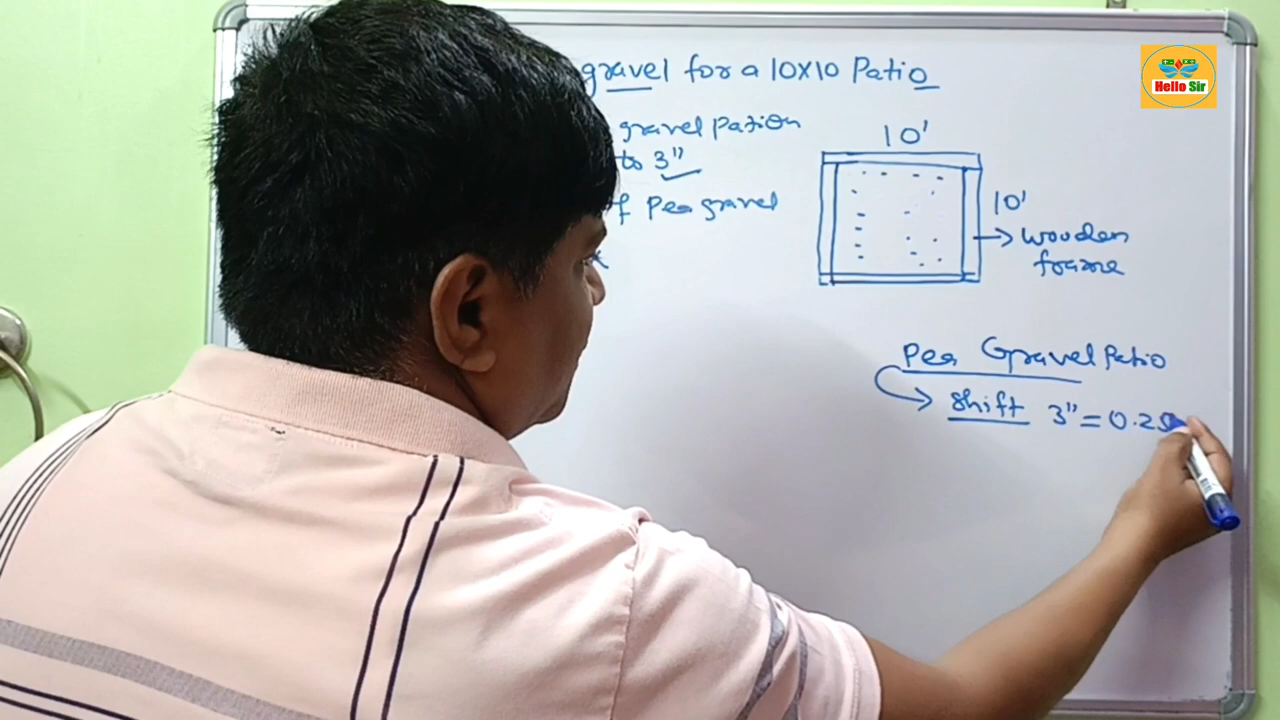 gravel for a 10X10 Patio
gravel Pation
to 3"
f Pea gravel
10'
10'
Wooden
frame
Pea Gravel Patio
Shift 3" = 0.25
Hello Sir